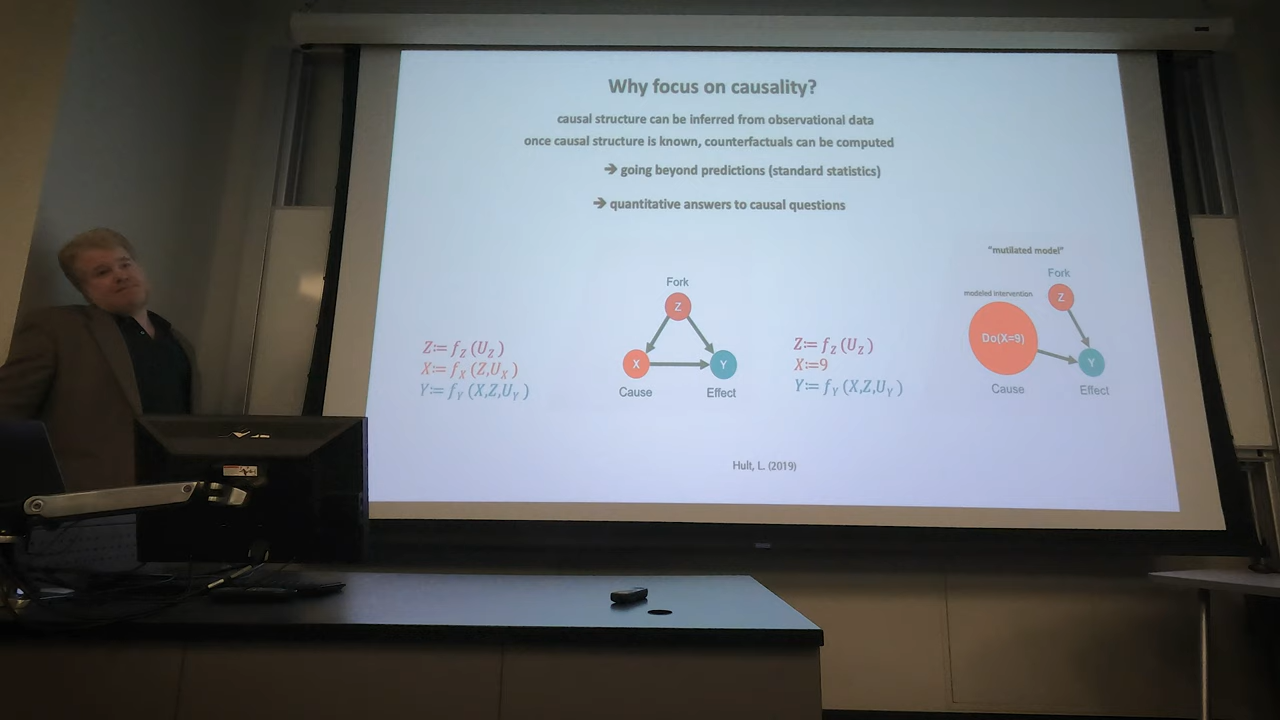 Why focus on causality?
causal structure can be inferred from observational data
once causal structure is known, counterfactuals can be computed
➔ going beyond predictions (standard statistics)
➔ quantitative answers to causal questions
Fork
Z
X
Y
Cause
Effect
Z:= f_Z (U_Z)
X:= f_X (Z,U_X)
Y:= f_Y (X,Z,U_Y)
Z:= f_Z (U_Z)
X:=9
Y:= f_Y (X,Z,U_Y)
"mutilated model"
Fork
modeled intervention
Z
Do(X=9)
Y
Cause
Effect
Hult, L. (2019)